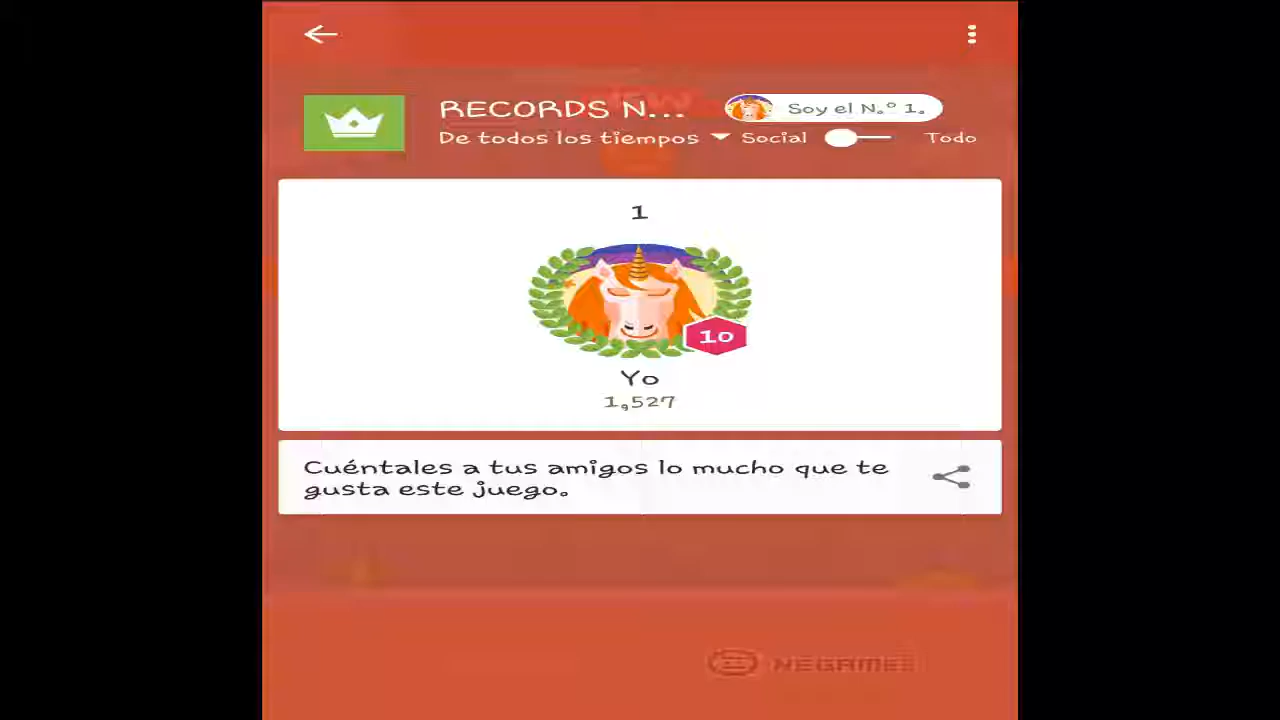 RECORDS N...
Soy el N.º 1.
De todos los tiempos
Social
Todo
1
10
Yo
1,527
Cuéntales a tus amigos lo mucho que te
gusta este juego.
NEGAMES